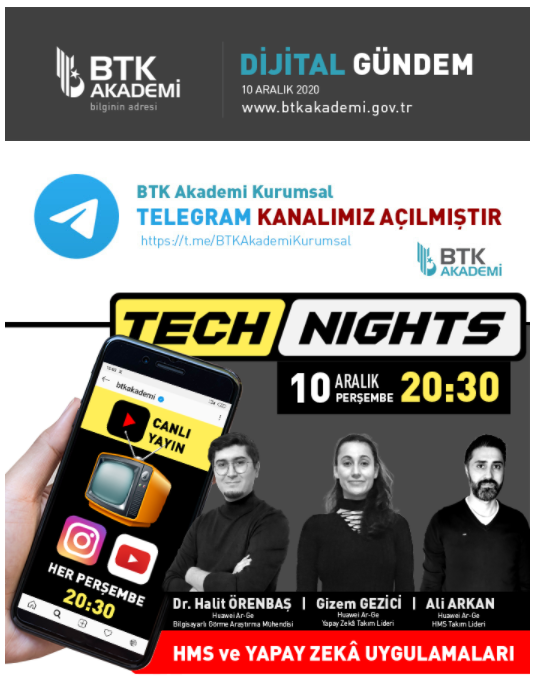 BTK
AKADEMİ
bilginin adresi
DİJİTAL GÜNDEM
10 ARALIK 2020
www.btkakademi.gov.tr
BTK Akademi Kurumsal
TELEGRAM KANALIMIZ AÇILMIŞTIR
https://t.me/BTKAkademiKurumsal
BTK
AKADEMİ
TECH NIGHTS
10 ARALIK
PERŞEMBE 20:30
btkakademi
CANLI
YAYIN
HER PERŞEMBE
20:30
Dr. Halit ÖRENBAŞ | Gizem GEZİCİ | Ali ARKAN
Huawei Ar-Ge Huawei Ar-Ge Huawei Ar-Ge
Bilgisayarlı Görme Araştırma Mühendisi Yapay Zekâ Takım Lideri HMS Takım Lideri
HMS ve YAPAY ZEKÂ UYGULAMALARI